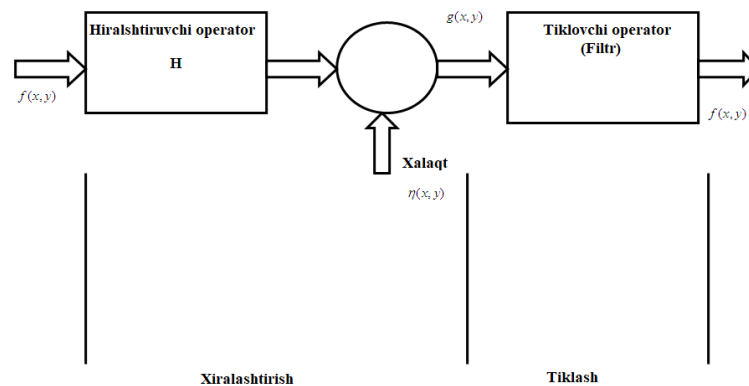 g(x, y)
Hiralshtiruvchi operator
H
Tiklovchi operator
(Filtr)
f(x, y)
f(x, y)
Xalaqt
η(x, y)
Xiralashtirish
Tiklash